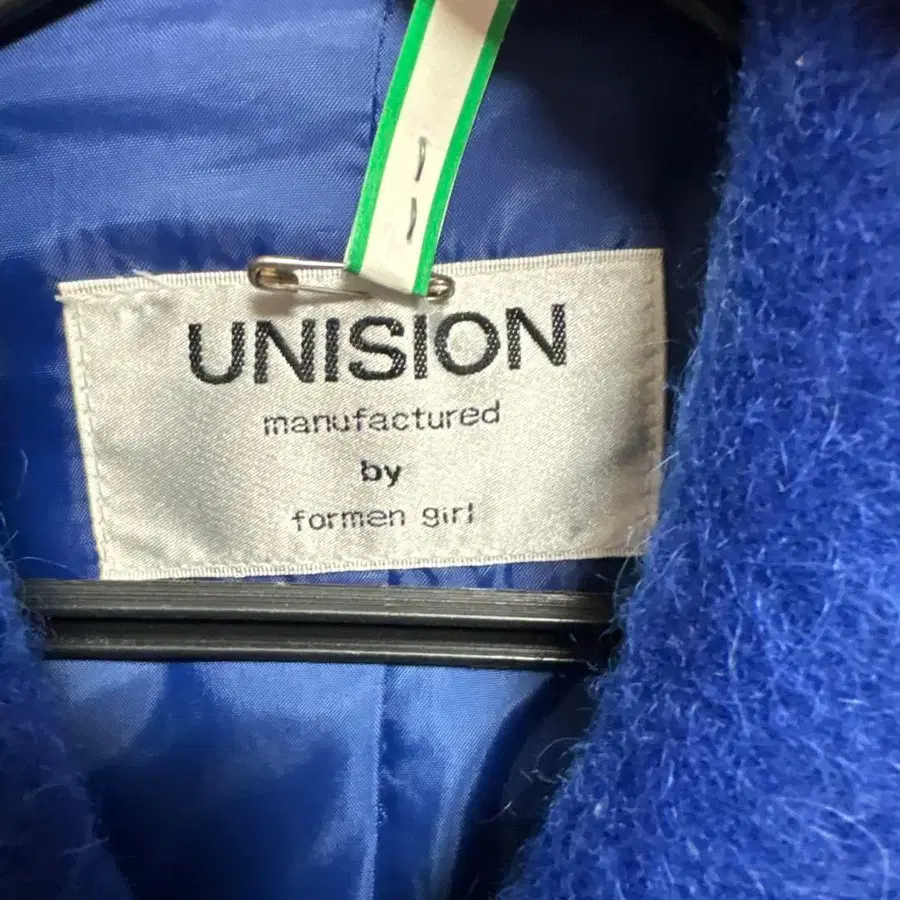 UNISION
manufactured
by
formen girl